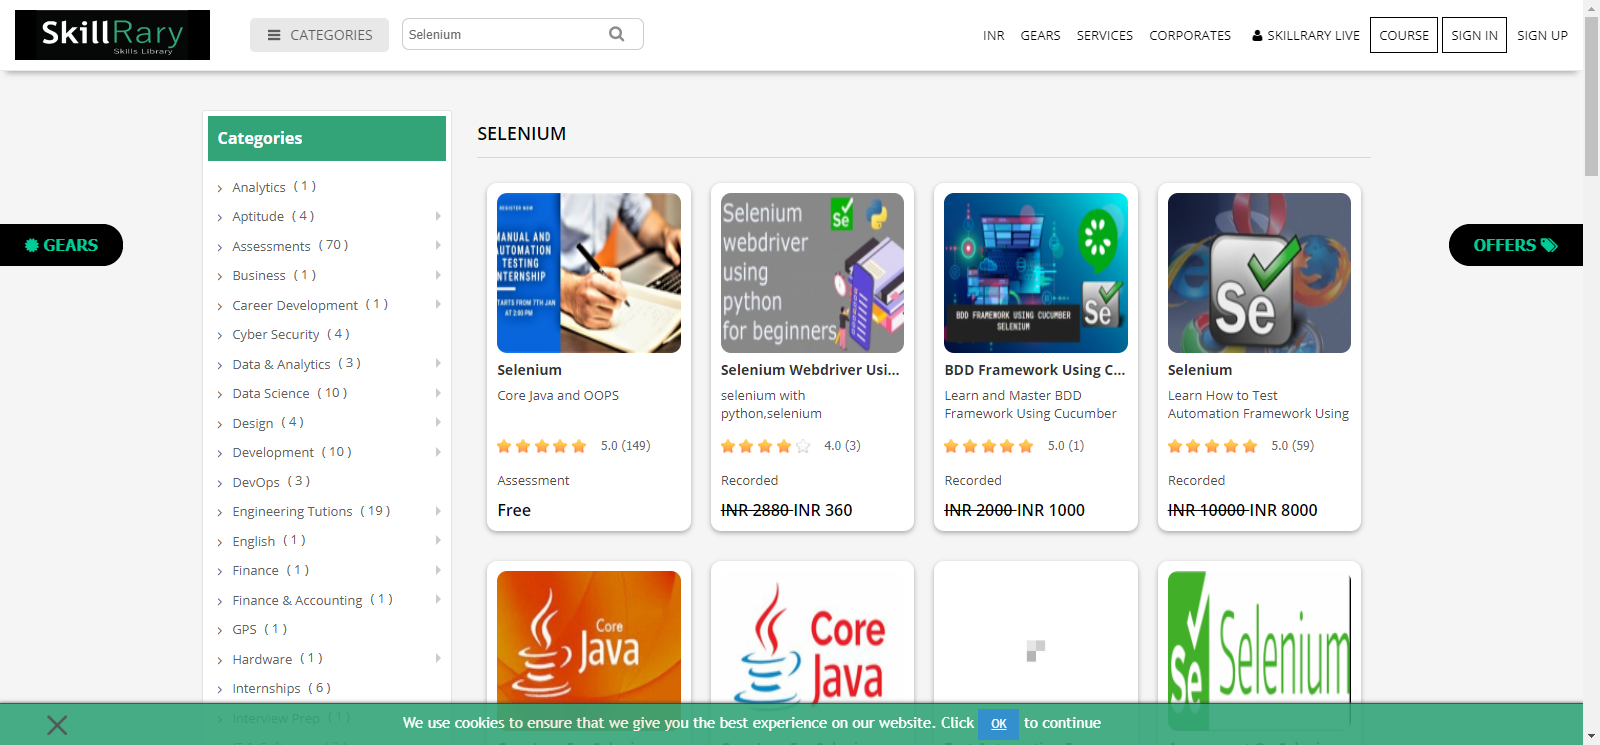 SkillRary
Skills Library
CATEGORIES
Selenium
INR
GEARS
SERVICES
CORPORATES
SKILLRARY LIVE
COURSE
SIGN IN
SIGN UP
GEARS
OFFERS
Categories
Analytics ( 1 )
Aptitude ( 4 )
Assessments ( 70 )
Business ( 1 )
Career Development ( 1 )
Cyber Security ( 4 )
Data & Analytics ( 3 )
Data Science ( 10 )
Design ( 4 )
Development ( 10 )
DevOps ( 3 )
Engineering Tutions ( 19 )
English ( 1 )
Finance ( 1 )
Finance & Accounting ( 1 )
GPS ( 1 )
Hardware ( 1 )
Internships ( 6 )
Interview Prep ( 1 )
SELENIUM
REGISTER NOW
MANUAL AND
AUTOMATION
TESTING
INTERNSHIP
STARTS FROM 7TH JAN
AT 2:00 PM
Selenium
Core Java and OOPS
5.0 (149)
Assessment
Free
Selenium
webdriver
using
python
for beginners
Se
Selenium Webdriver Usi...
selenium with
python,selenium
4.0 (3)
Recorded
INR 2880 INR 360
BDD FRAMEWORK USING CUCUMBER
SELENIUM
Se
BDD Framework Using C...
Learn and Master BDD
Framework Using Cucumber
5.0 (1)
Recorded
INR 2000 INR 1000
Se
Selenium
Learn How to Test
Automation Framework Using
5.0 (59)
Recorded
INR 10000 INR 8000
Core
Java
Core
Java
Se
Selenium
We use cookies to ensure that we give you the best experience on our website. Click OK to continue